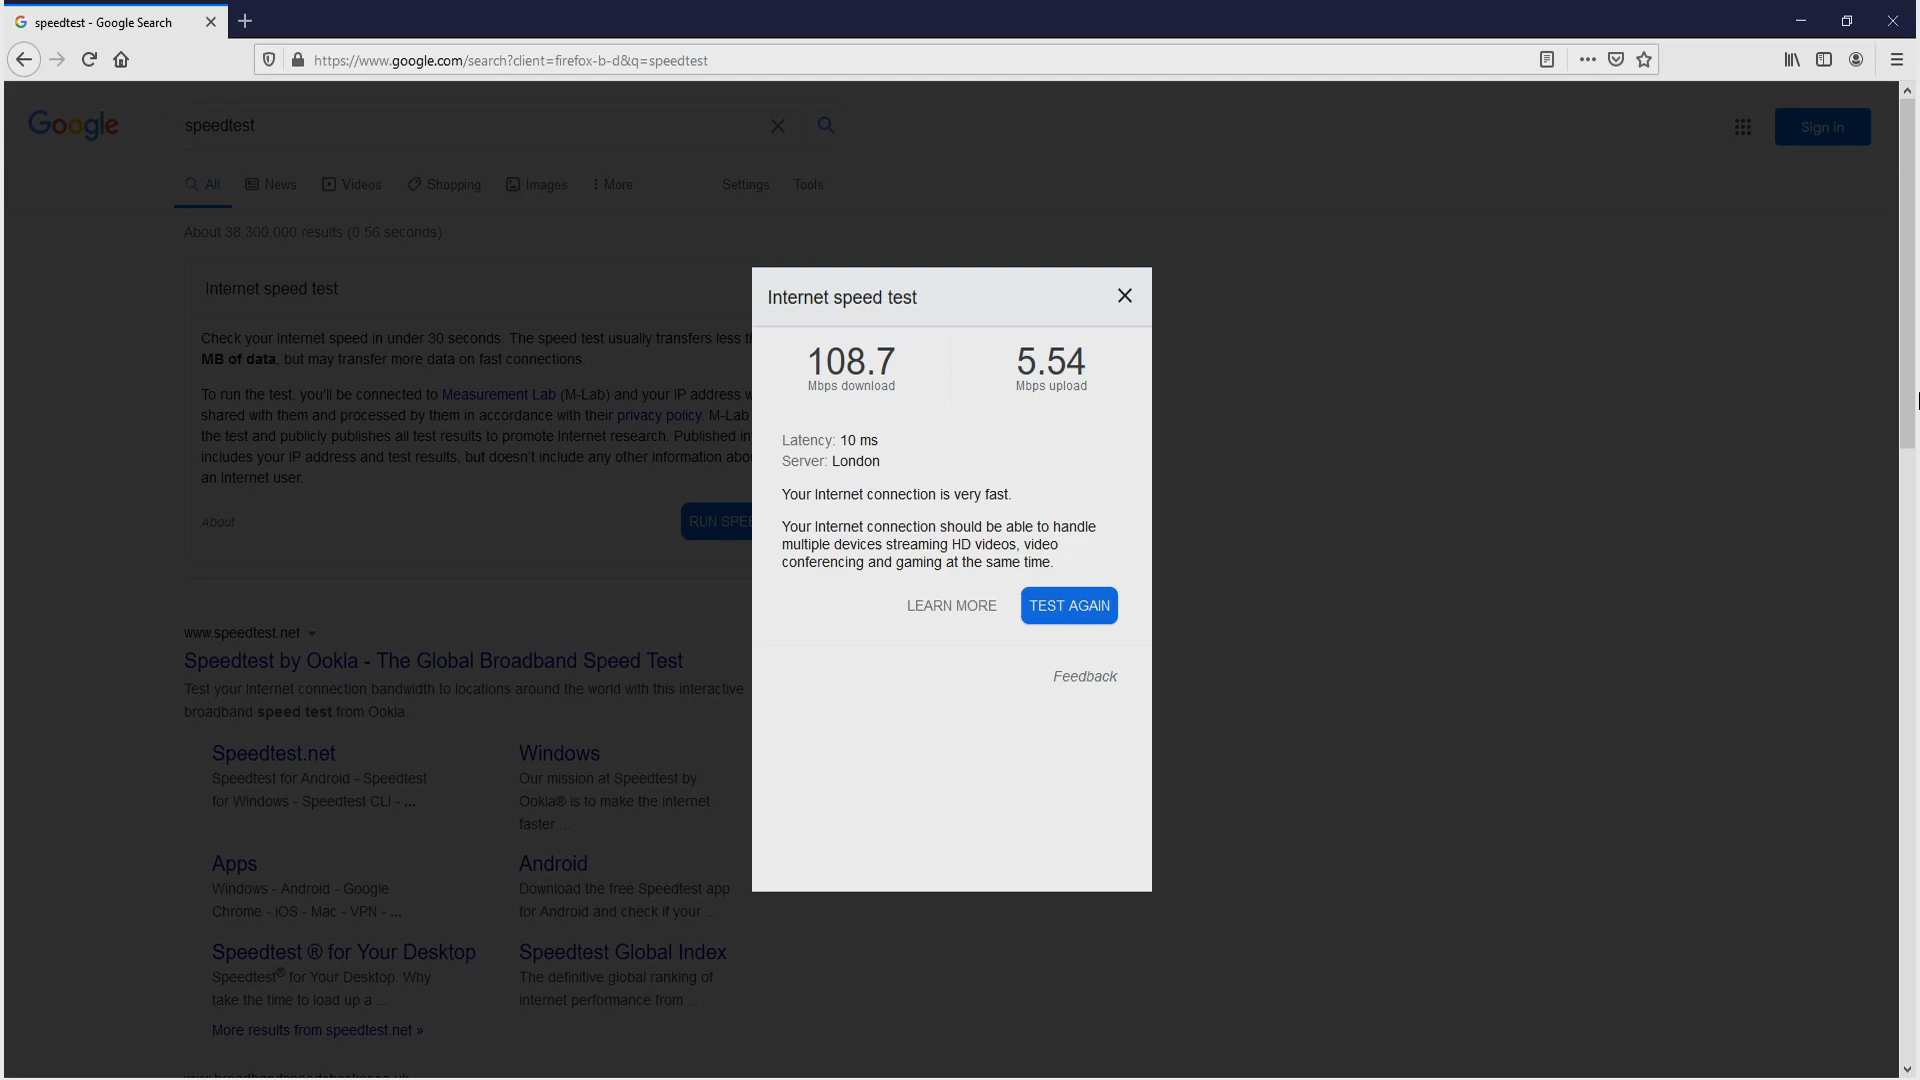 speedtest - Google Search
https://www.google.com/search?client=firefox-b-d&q=speedtest
Google
speedtest
Sign in
All
News
Videos
Shopping
Images
More
Settings
Tools
About 38,300,000 results (0.56 seconds)
Internet speed test
Check your Internet speed in under 30 seconds. The speed test usually transfers less
MB of data, but may transfer more data on fast connections.
To run the test, you'll be connected to Measurement Lab (M-Lab) and your IP address
shared with them and processed by them in accordance with their privacy policy. M-Lab
the test and publicly publishes all test results to promote Internet research. Published
includes your IP address and test results, but doesn't include any other information
an Internet user.
About
RUN
Internet speed test
108.7
Mbps download
5.54
Mbps upload
Latency: 10 ms
Server: London
Your Internet connection is very fast.
Your Internet connection should be able to handle
multiple devices streaming HD videos, video
conferencing and gaming at the same time.
LEARN MORE
TEST AGAIN
Feedback
www.speedtest.net
Speedtest by Ookla - The Global Broadband Speed Test
Test your Internet connection bandwidth to locations around the world with this interactive
broadband speed test from Ookla.
Speedtest.net
Speedtest for Android - Speedtest
for Windows - Speedtest CLI - ...
Windows
Our mission at Speedtest by
Ookla® is to make the internet
faster ...
Apps
Windows - Android - Google
Chrome - iOS - Mac - VPN - ...
Android
Download the free Speedtest app
for Android and check if your ...
Speedtest ® for Your Desktop
Speedtest® for Your Desktop. Why
take the time to load up a ...
Speedtest Global Index
The definitive global ranking of
internet performance from ...
More results from speedtest.net »